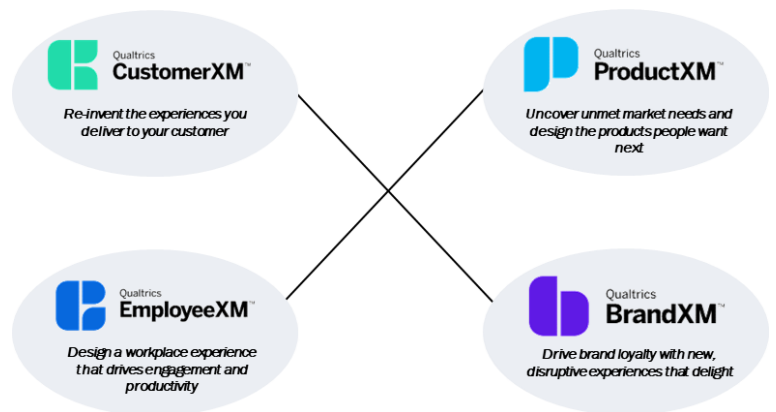 Qualtrics
CustomerXM™
Re-invent the experiences you
deliver to your customer
Qualtrics
ProductXM™
Uncover unmet market needs and
design the products people want
next
Qualtrics
EmployeeXM™
Design a workplace experience
that drives engagement and
productivity
Qualtrics
BrandXM™
Drive brand loyalty with new,
disruptive experiences that delight